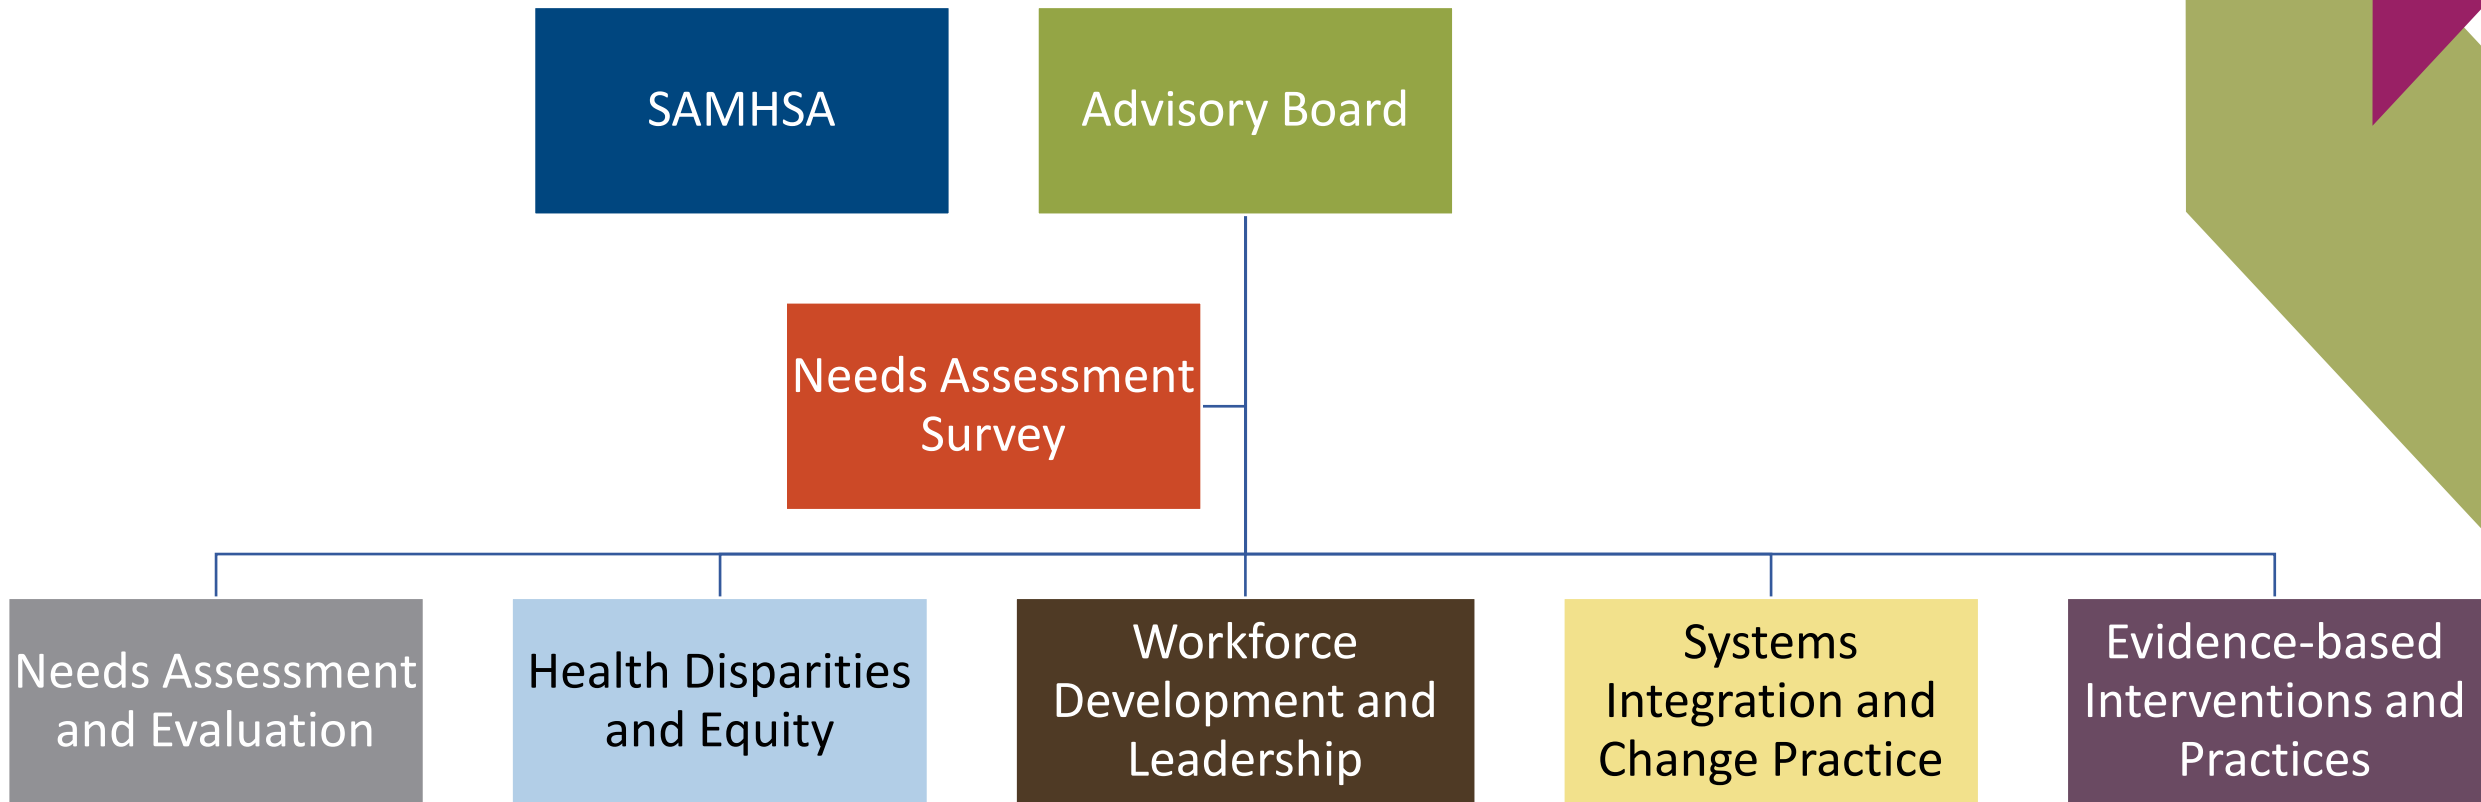 SAMHSA
Advisory Board
Needs Assessment
Survey
Needs Assessment
and Evaluation
Health Disparities
and Equity
Workforce
Development and
Leadership
Systems
Integration and
Change Practice
Evidence-based
Interventions and
Practices